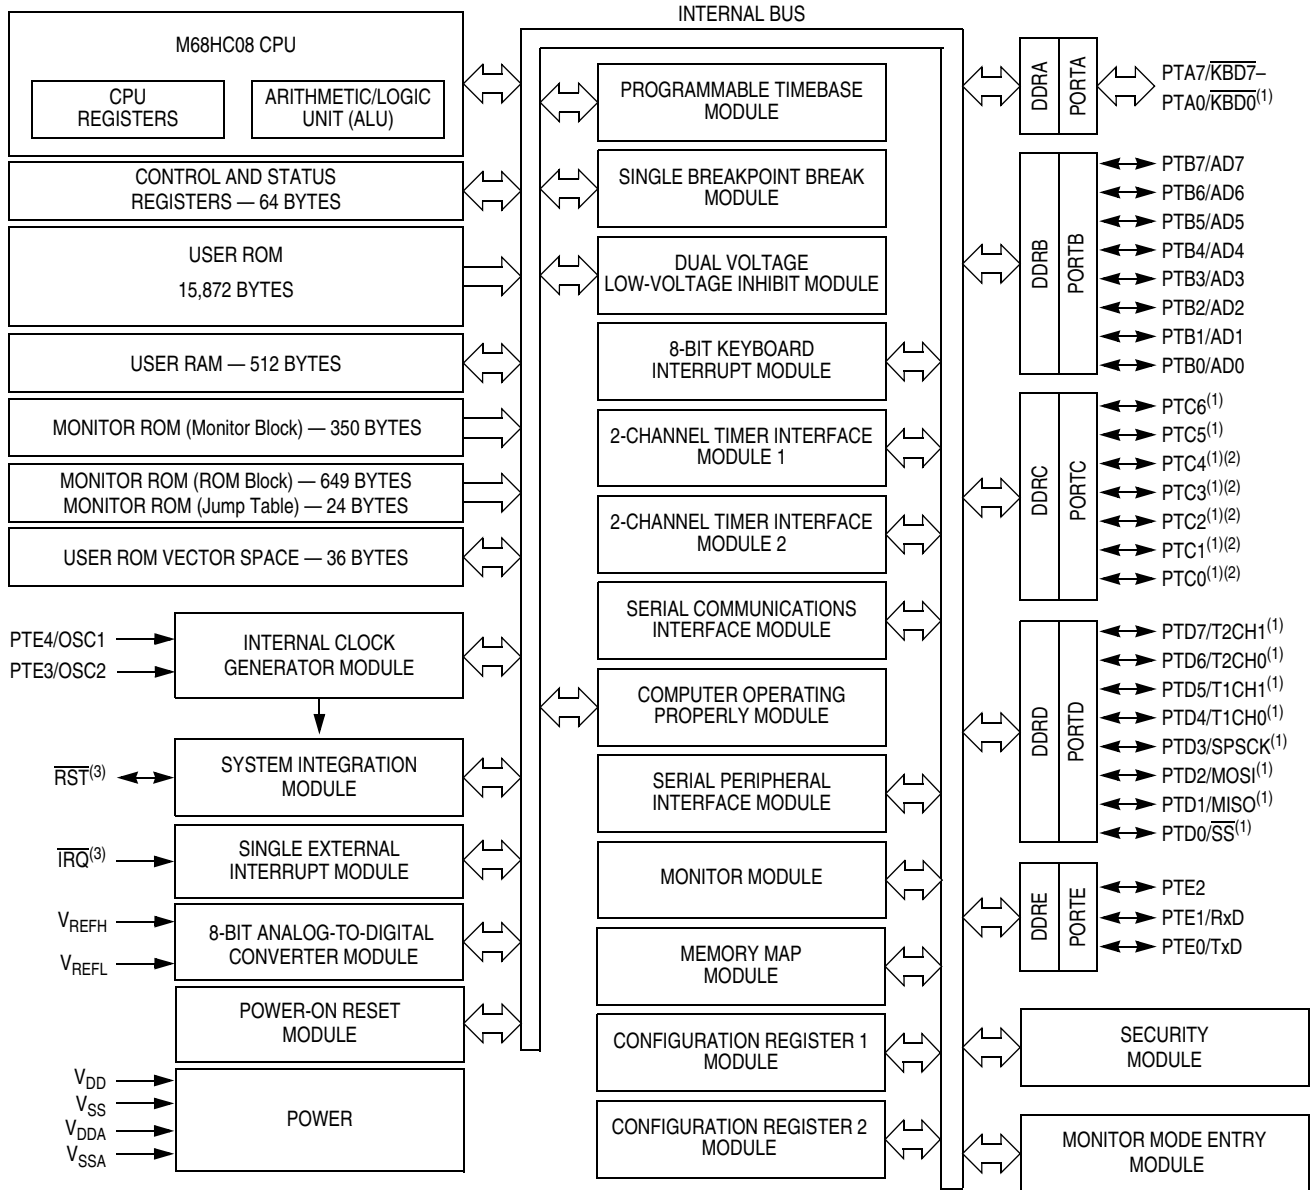 INTERNAL BUS
M68HC08 CPU
CPU
REGISTERS
ARITHMETIC/LOGIC
UNIT (ALU)
CONTROL AND STATUS
REGISTERS — 64 BYTES
USER ROM
15,872 BYTES
USER RAM — 512 BYTES
MONITOR ROM (Monitor Block) — 350 BYTES
MONITOR ROM (ROM Block) — 649 BYTES
MONITOR ROM (Jump Table) — 24 BYTES
USER ROM VECTOR SPACE — 36 BYTES
PTE4/OSC1
PTE3/OSC2
INTERNAL CLOCK
GENERATOR MODULE
RST(3)
SYSTEM INTEGRATION
MODULE
IRQ(3)
SINGLE EXTERNAL
INTERRUPT MODULE
VREFH
VREFL
8-BIT ANALOG-TO-DIGITAL
CONVERTER MODULE
POWER-ON RESET
MODULE
VDD
VSS
VDDA
VSSA
POWER
PROGRAMMABLE TIMEBASE
MODULE
SINGLE BREAKPOINT BREAK
MODULE
DUAL VOLTAGE
LOW-VOLTAGE INHIBIT MODULE
8-BIT KEYBOARD
INTERRUPT MODULE
2-CHANNEL TIMER INTERFACE
MODULE 1
2-CHANNEL TIMER INTERFACE
MODULE 2
SERIAL COMMUNICATIONS
INTERFACE MODULE
COMPUTER OPERATING
PROPERLY MODULE
SERIAL PERIPHERAL
INTERFACE MODULE
MONITOR MODULE
MEMORY MAP
MODULE
CONFIGURATION REGISTER 1
MODULE
CONFIGURATION REGISTER 2
MODULE
DDRA
PORTA
PTA7/KBD7–
PTA0/KBD0(1)
DDRB
PORTB
PTB7/AD7
PTB6/AD6
PTB5/AD5
PTB4/AD4
PTB3/AD3
PTB2/AD2
PTB1/AD1
PTB0/AD0
DDRC
PORTC
PTC6(1)
PTC5(1)
PTC4(1)(2)
PTC3(1)(2)
PTC2(1)(2)
PTC1(1)(2)
PTC0(1)(2)
DDRD
PORTD
PTD7/T2CH1(1)
PTD6/T2CH0(1)
PTD5/T1CH1(1)
PTD4/T1CH0(1)
PTD3/SPSCK(1)
PTD2/MOSI(1)
PTD1/MISO(1)
PTD0/SS(1)
DDRE
PORTE
PTE2
PTE1/RxD
PTE0/TxD
SECURITY
MODULE
MONITOR MODE ENTRY
MODULE